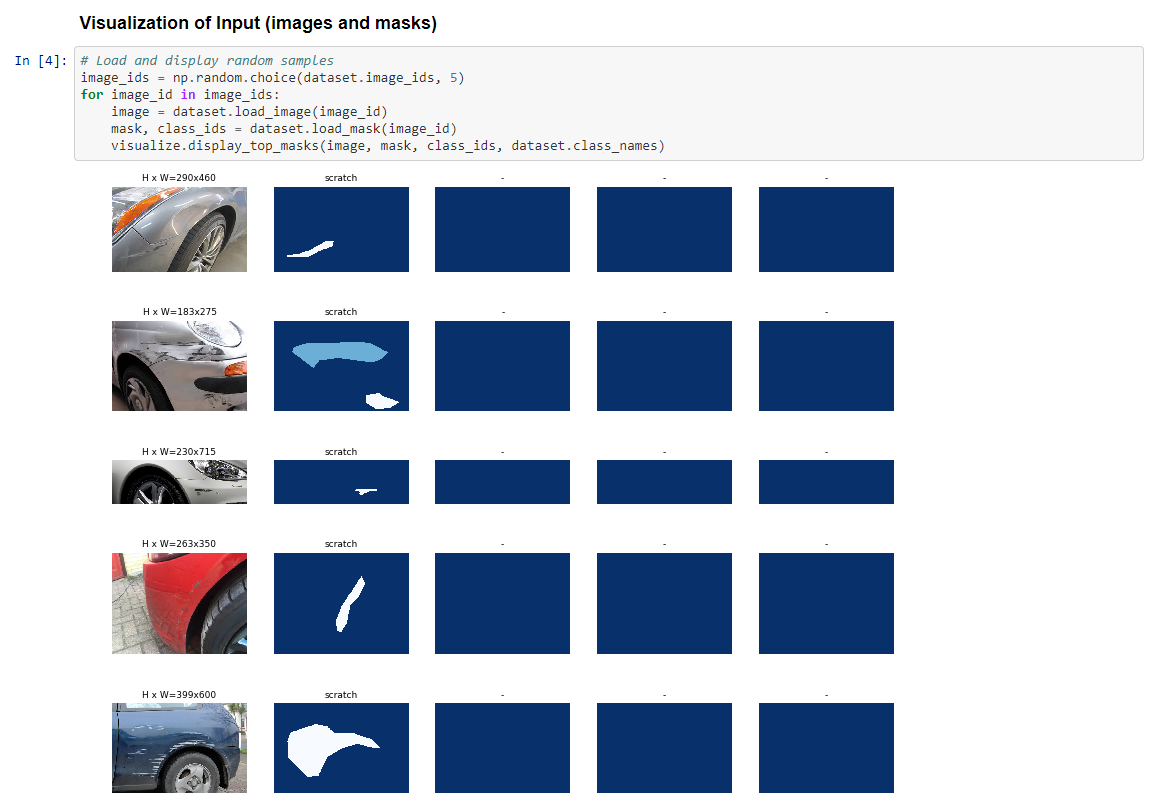 Visualization of Input (images and masks)
In [4]:
# Load and display random samples
image_ids = np.random.choice(dataset.image_ids, 5)
for image_id in image_ids:
    image = dataset.load_image(image_id)
    mask, class_ids = dataset.load_mask(image_id)
    visualize.display_top_masks(image, mask, class_ids, dataset.class_names)
H x W=290x460 scratch - - -
H x W=183x275 scratch - - -
H x W=230x715 scratch - - -
H x W=263x350 scratch - - -
H x W=399x600 scratch - - -